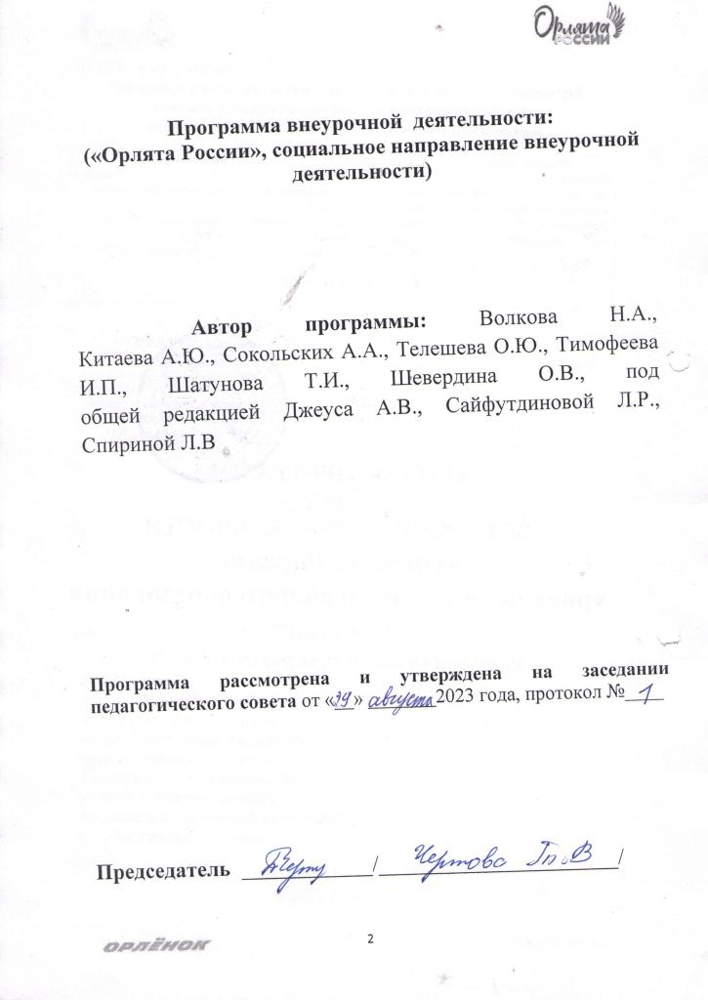 Орлята
РОССИИ
Программа внеурочной деятельности:
(«Орлята России», социальное направление внеурочной
деятельности)
Автор программы: Волкова Н.А.,
Китаева А.Ю., Сокольских А.А., Телешева О.Ю., Тимофеева
И.П., Шатунова Т.И., Шевердина О.В., под
общей редакцией Джеуса А.В., Сайфутдиновой Л.Р.,
Спириной Л.В
Программа рассмотрена и утверждена на заседании
педагогического совета от «__» августа 2023 года, протокол № 1
Председатель / Чертова /
ОРЛЁНОК
2